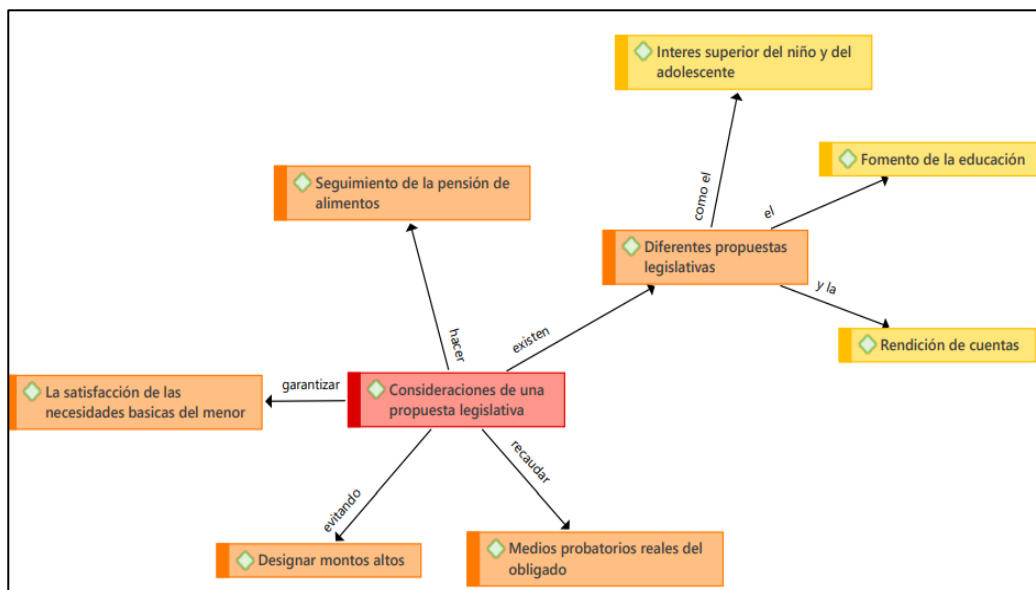 Interes superior del niño y del
adolescente
Fomento de la educación
como el
el
Seguimiento de la pensión de
alimentos
Diferentes propuestas
legislativas
y la
Rendición de cuentas
hacer
existen
La satisfacción de las
necesidades basicas del menor
garantizar
Consideraciones de una
propuesta legislativa
evitando
recaudar
Designar montos altos
Medios probatorios reales del
obligado